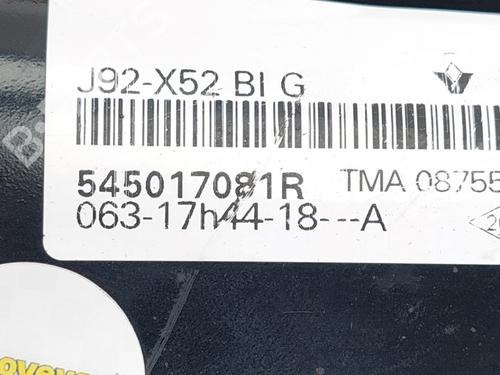 J92-X52 BI G
545017081R TMA 08755
063-17h44-18---A